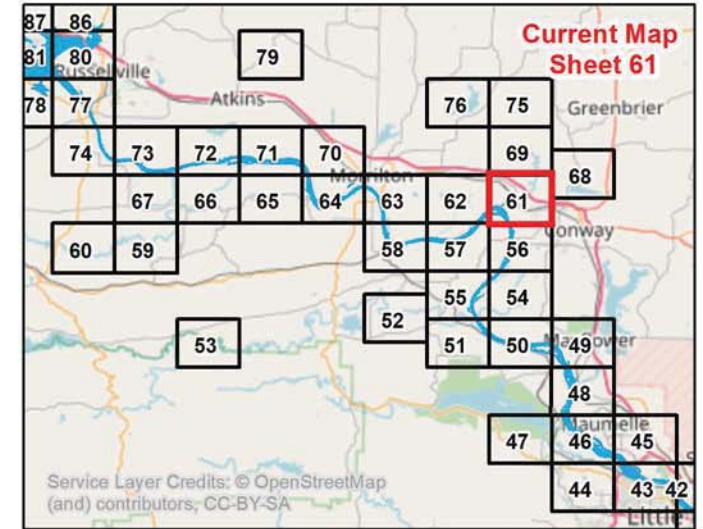 87 86
Current Map
Sheet 61
81 80
Russellville
79
78 77
Atkins
76 75
Greenbrier
74 73 72 71 70
69
68
Morrilton
67 66 65 64 63 62 61
Conway
60 59
58 57 56
55 54
52
53
51 50 49
48
Maumelle
47 46 45
Service Layer Credits: © OpenStreetMap
(and) contributors, CC-BY-SA
44 43 42
Little